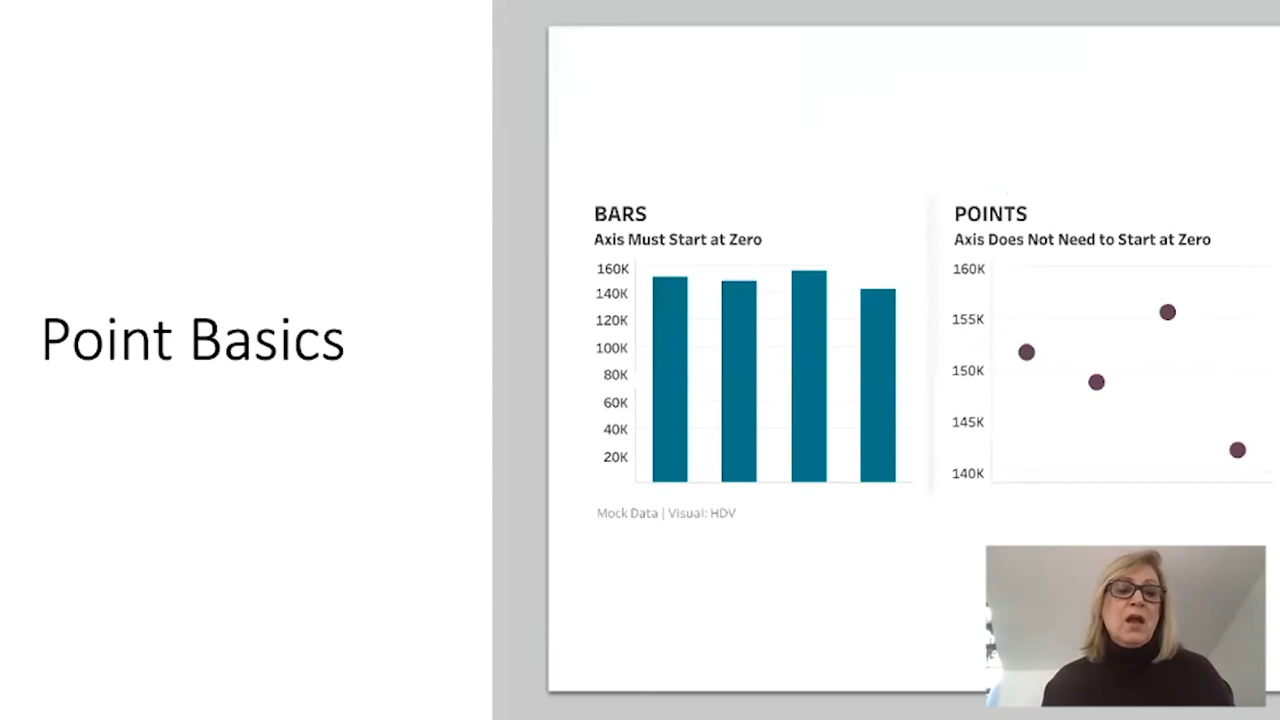 Point Basics
BARS
Axis Must Start at Zero
160K
140K
120K
100K
80K
60K
40K
20K
Mock Data | Visual: HDV
POINTS
Axis Does Not Need to Start at Zero
160K
155K
150K
145K
140K